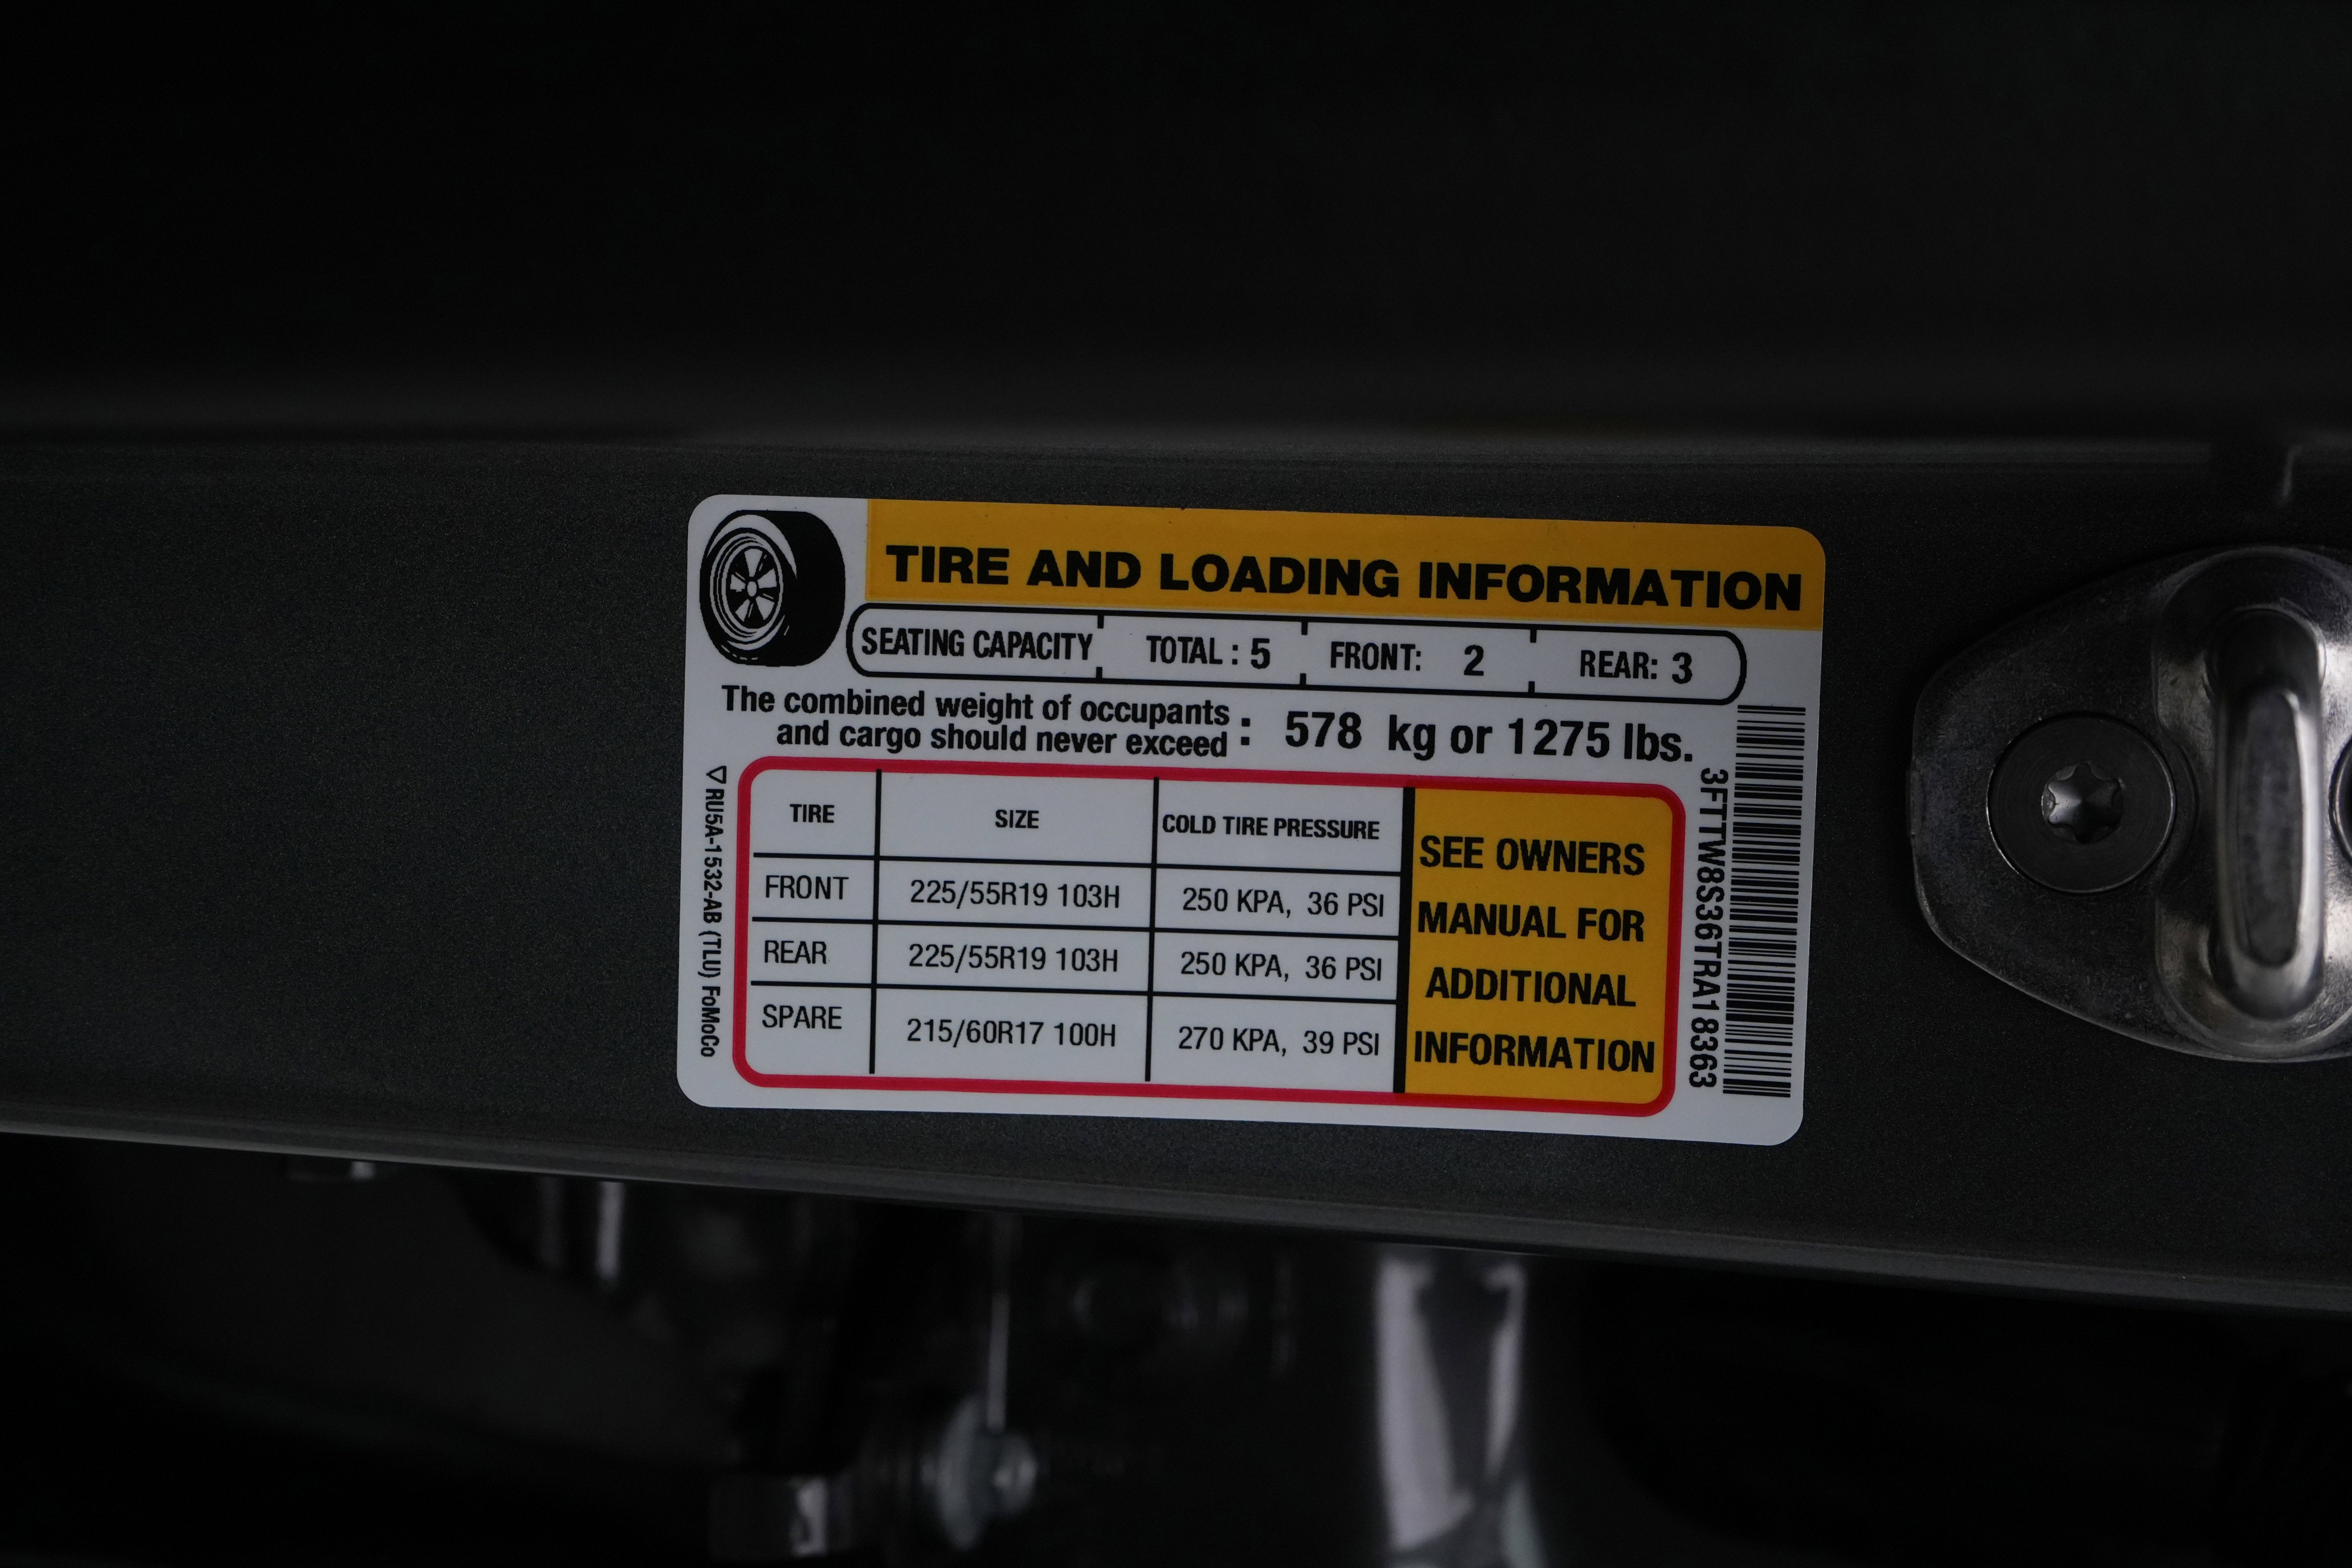 TIRE AND LOADING INFORMATION
SEATING CAPACITY TOTAL : 5 FRONT: 2 REAR: 3
The combined weight of occupants
and cargo should never exceed : 578 kg or 1275 lbs.
TIRE SIZE COLD TIRE PRESSURE
FRONT 225/55R19 103H 250 KPA, 36 PSI
REAR 225/55R19 103H 250 KPA, 36 PSI
SPARE 215/60R17 100H 270 KPA, 39 PSI
SEE OWNERS
MANUAL FOR
ADDITIONAL
INFORMATION
RU5A-1532-AB (TLU) FoMoCo
3FTTW8S36TRA18363